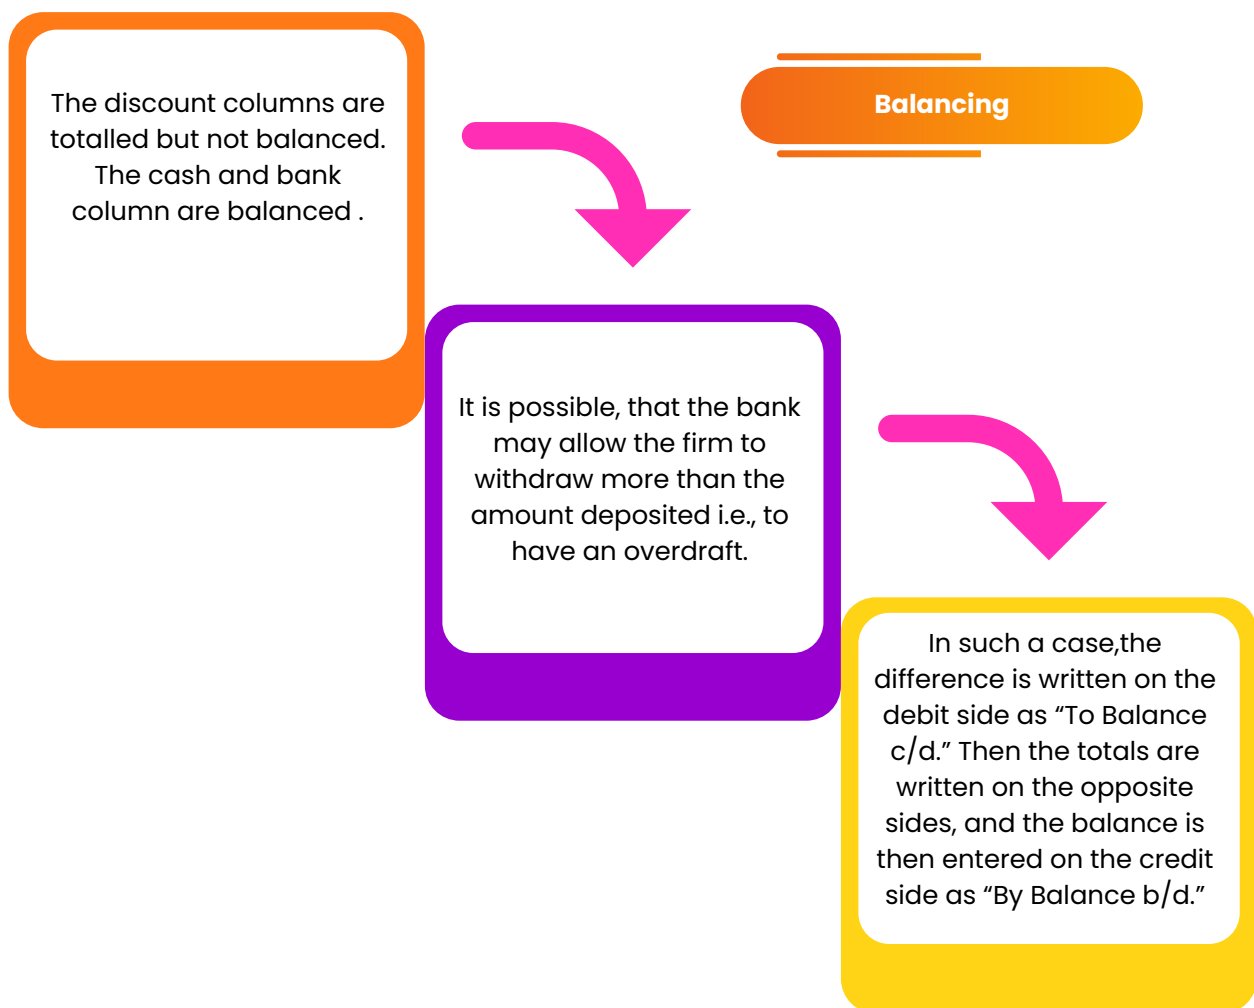 Balancing
The discount columns are
totalled but not balanced.
The cash and bank
column are balanced .
It is possible, that the bank
may allow the firm to
withdraw more than the
amount deposited i.e., to
have an overdraft.
In such a case,the
difference is written on the
debit side as “To Balance
c/d.” Then the totals are
written on the opposite
sides, and the balance is
then entered on the credit
side as “By Balance b/d.”